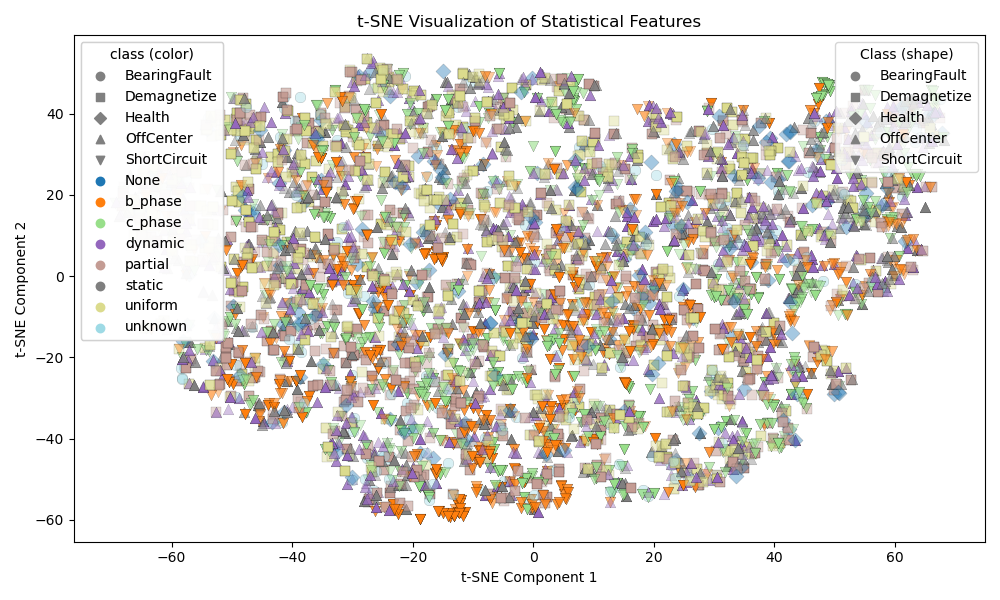 t-SNE Visualization of Statistical Features
class (color)
BearingFault
Demagnetize
Health
OffCenter
ShortCircuit
None
b_phase
c_phase
dynamic
partial
static
uniform
unknown
Class (shape)
BearingFault
Demagnetize
Health
OffCenter
ShortCircuit
t-SNE Component 2
40
20
0
−20
−40
−60
−60
−40
−20
0
20
40
60
t-SNE Component 1